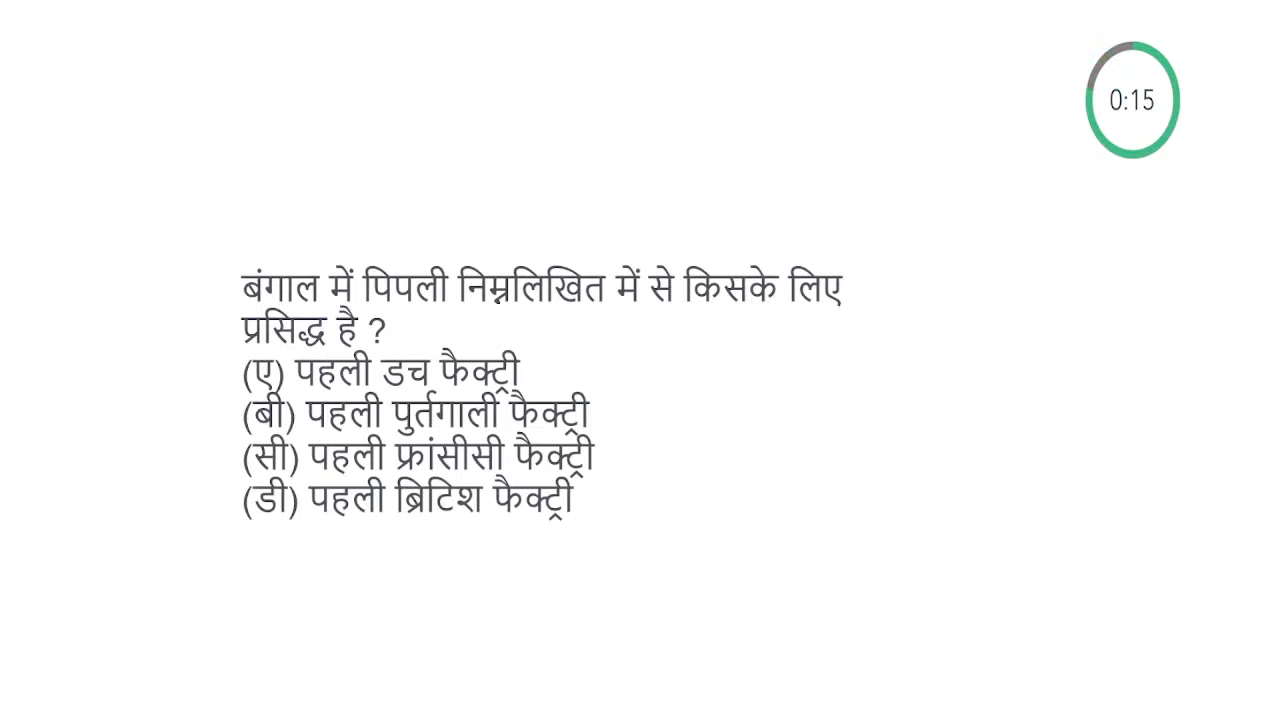 0:15
बंगाल में पिपली निम्नलिखित में से किसके लिए
प्रसिद्ध है ?
(ए) पहली डच फैक्ट्री
(बी) पहली पुर्तगाली फैक्ट्री
(सी) पहली फ्रांसीसी फैक्ट्री
(डी) पहली ब्रिटिश फैक्ट्री